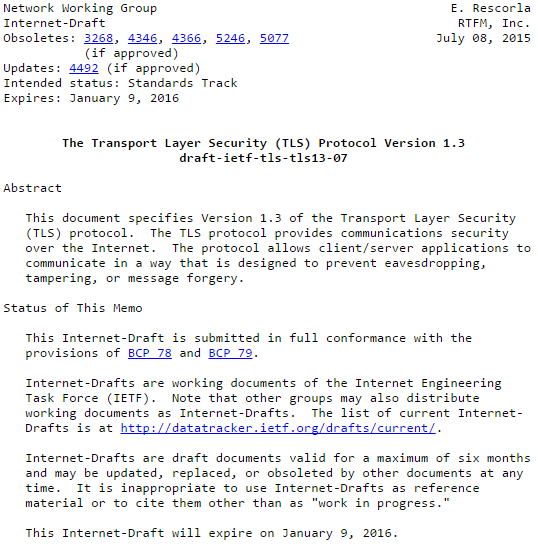 Network Working Group                                        E. Rescorla
Internet-Draft                                                RTFM, Inc.
Obsoletes: 3268, 4346, 4366, 5246, 5077                    July 08, 2015
           (if approved)
Updates: 4492 (if approved)
Intended status: Standards Track
Expires: January 9, 2016

The Transport Layer Security (TLS) Protocol Version 1.3
draft-ietf-tls-tls13-07

Abstract

This document specifies Version 1.3 of the Transport Layer Security
(TLS) protocol.  The TLS protocol provides communications security
over the Internet.  The protocol allows client/server applications to
communicate in a way that is designed to prevent eavesdropping,
tampering, or message forgery.

Status of This Memo

This Internet-Draft is submitted in full conformance with the
provisions of BCP 78 and BCP 79.

Internet-Drafts are working documents of the Internet Engineering
Task Force (IETF).  Note that other groups may also distribute
working documents as Internet-Drafts.  The list of current Internet-
Drafts is at http://datatracker.ietf.org/drafts/current/.

Internet-Drafts are draft documents valid for a maximum of six months
and may be updated, replaced, or obsoleted by other documents at any
time.  It is inappropriate to use Internet-Drafts as reference
material or to cite them other than as "work in progress."

This Internet-Draft will expire on January 9, 2016.